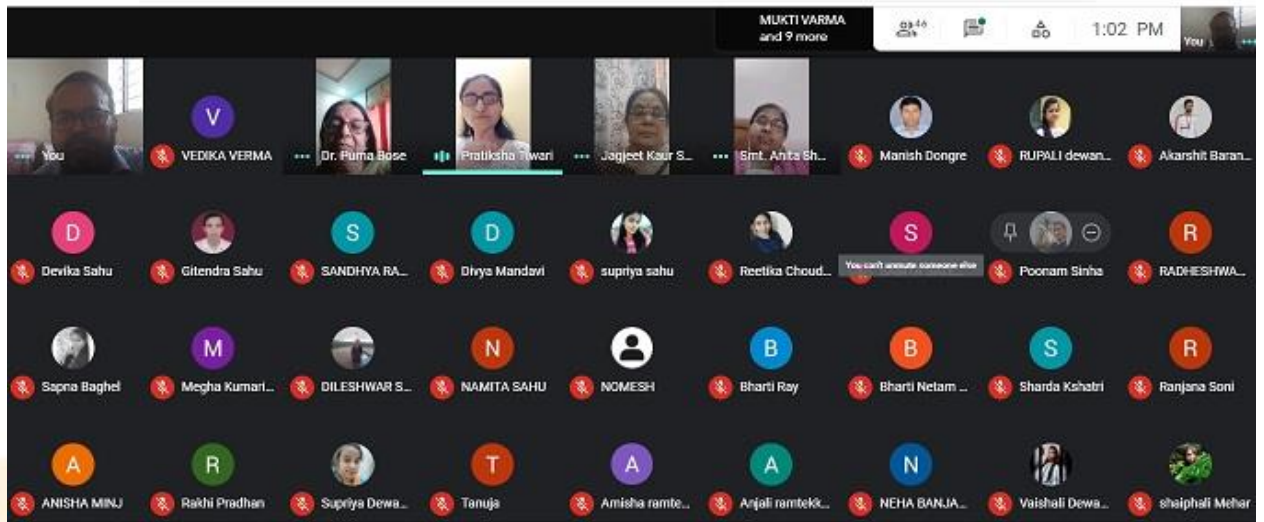 MUKTI VARMA
and 9 more
46
1:02 PM
You
You
V
VEDIKA VERMA
Dr. Purna Bose
Pratiksha Tiwari
Jagjeet Kaur S...
Smt. Anita Sh...
Manish Dongre
RUPALI dewan...
Akarshit Baran...
D
Devika Sahu
Gitendra Sahu
S
SANDHYA RA...
D
Divya Mandavi
supriya sahu
Reetika Choud...
S
You can't unmute someone else
Poonam Sinha
R
RADHESHWA...
Sapna Baghel
M
Megha Kumari...
DILESHWAR S...
N
NAMITA SAHU
NOMESH
B
Bharti Ray
B
Bharti Netam ...
S
Sharda Kshatri
R
Ranjana Soni
A
ANISHA MINJ
R
Rakhi Pradhan
Supriya Dewa...
T
Tanuja
A
Amisha ramte...
A
Anjali ramtekk...
N
NEHA BANJA...
Vaishali Dewa...
shaiphali Mehar